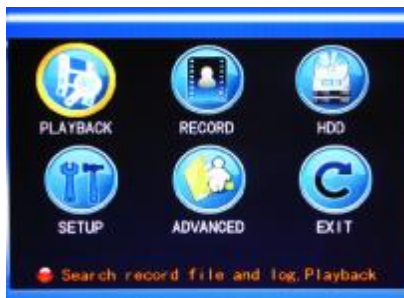 PLAYBACK RECORD HDD
SETUP ADVANCED EXIT
Search record file and log.Playback